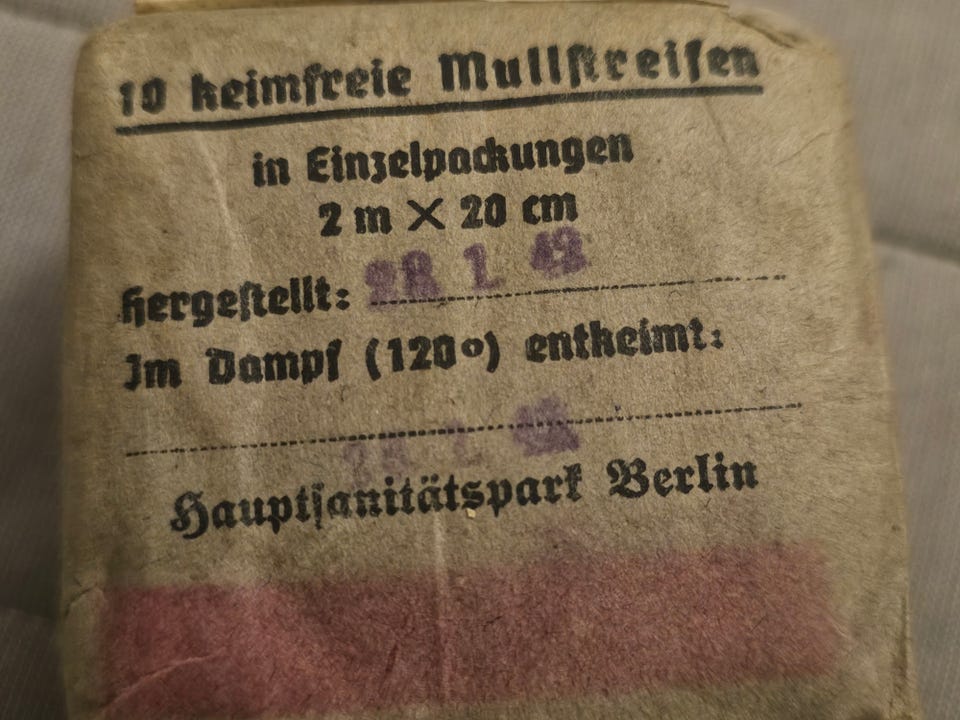 10 keimfreie Mullstreifen
in Einzelpackungen
2 m × 20 cm
Hergestellt: 28. 1. 42
Im Dampf (120°) entkeimt:
Hauptsanitätspark Berlin